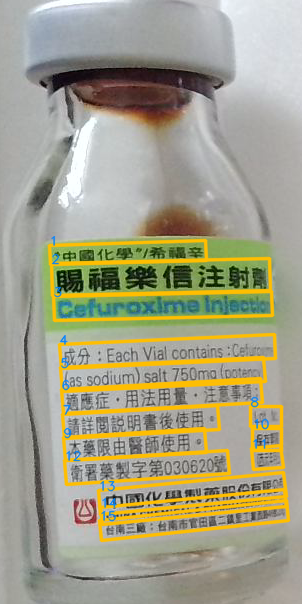 "中國化學"/希福辛
賜福樂信注射劑
Cefuroxime Injection
成分：Each Vial contains :Cefuroxime
(as sodium) salt 750mg (potency)
適應症・用法用量・注意事項
請詳閱說明書後使用。
本藥限由醫師使用。
衛署藥製字第030620號
中國化學製藥股份有限公
台南三廠：台南市官田區二鎮里工業西路